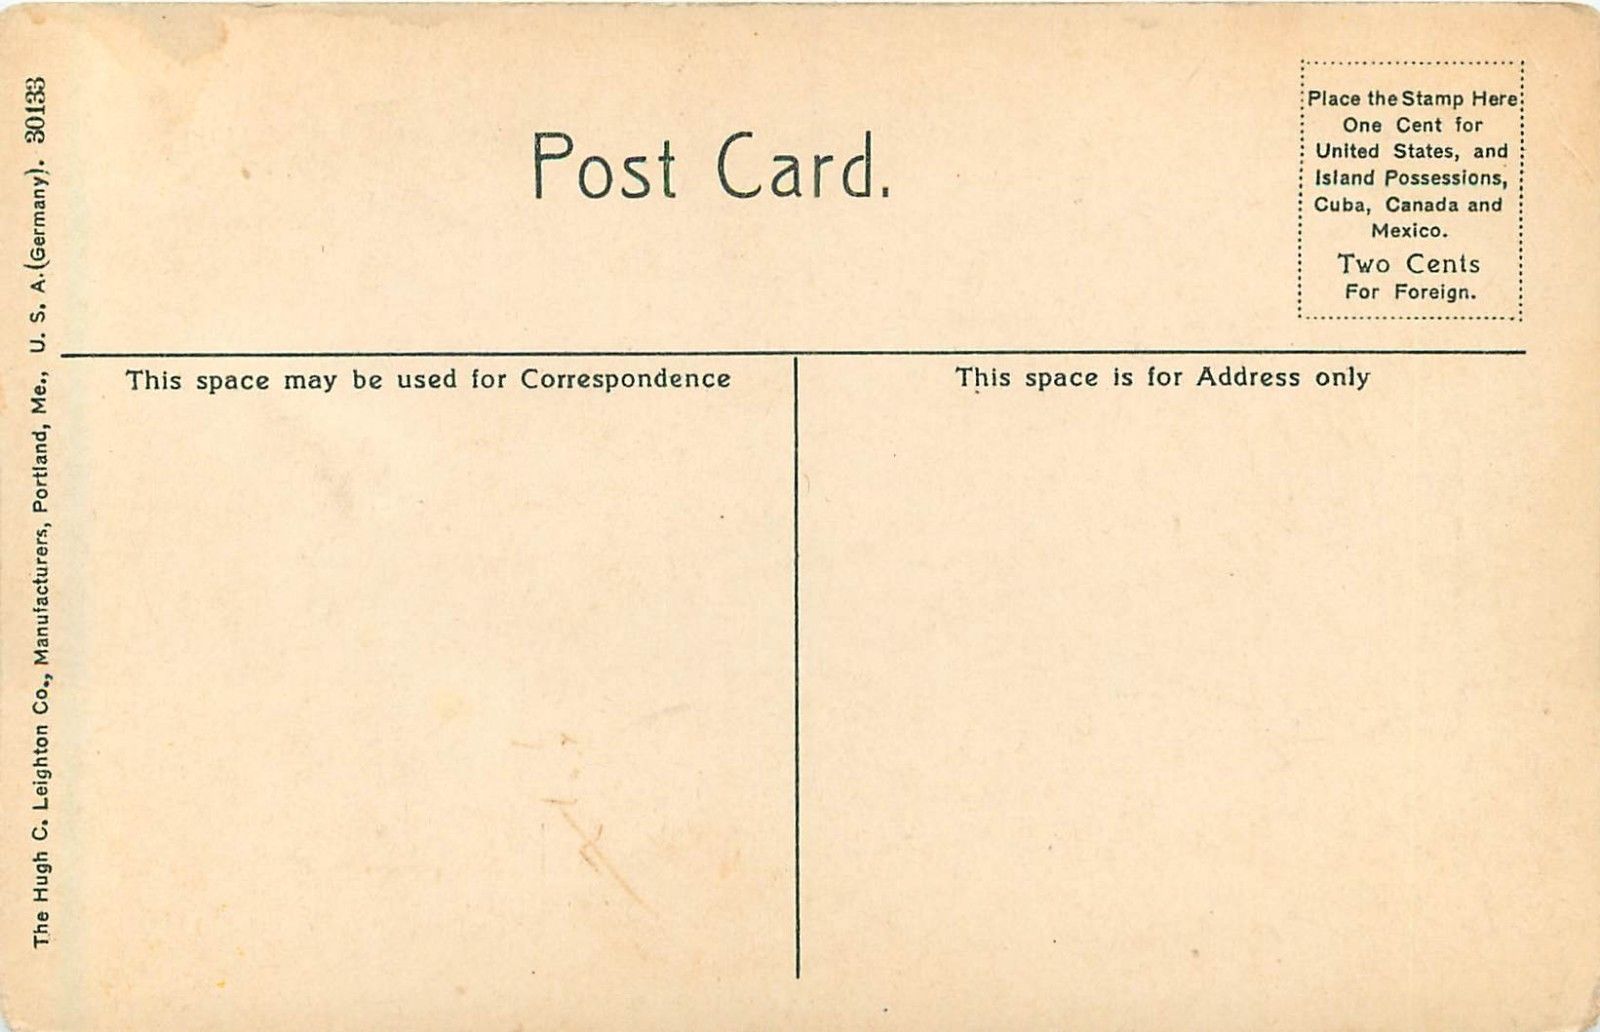 Post Card.
Place the Stamp Here
One Cent for
United States, and
Island Possessions,
Cuba, Canada and
Mexico.
Two Cents
For Foreign.
This space may be used for Correspondence
This space is for Address only
The Hugh C. Leighton Co., Manufacturers, Portland, Me., U. S. A. (Germany). 30133